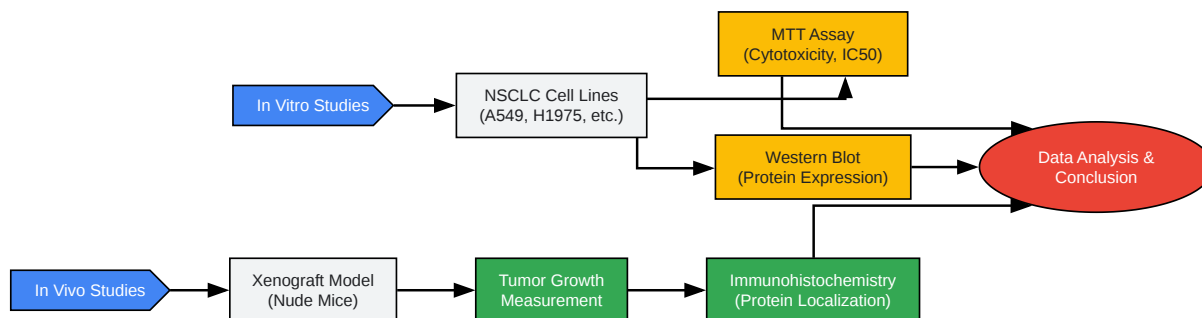 MTT Assay
(Cytotoxicity, IC50)
In Vitro Studies
NSCLC Cell Lines
(A549, H1975, etc.)
Western Blot
(Protein Expression)
Data Analysis &
Conclusion
In Vivo Studies
Xenograft Model
(Nude Mice)
Tumor Growth
Measurement
Immunohistochemistry
(Protein Localization)